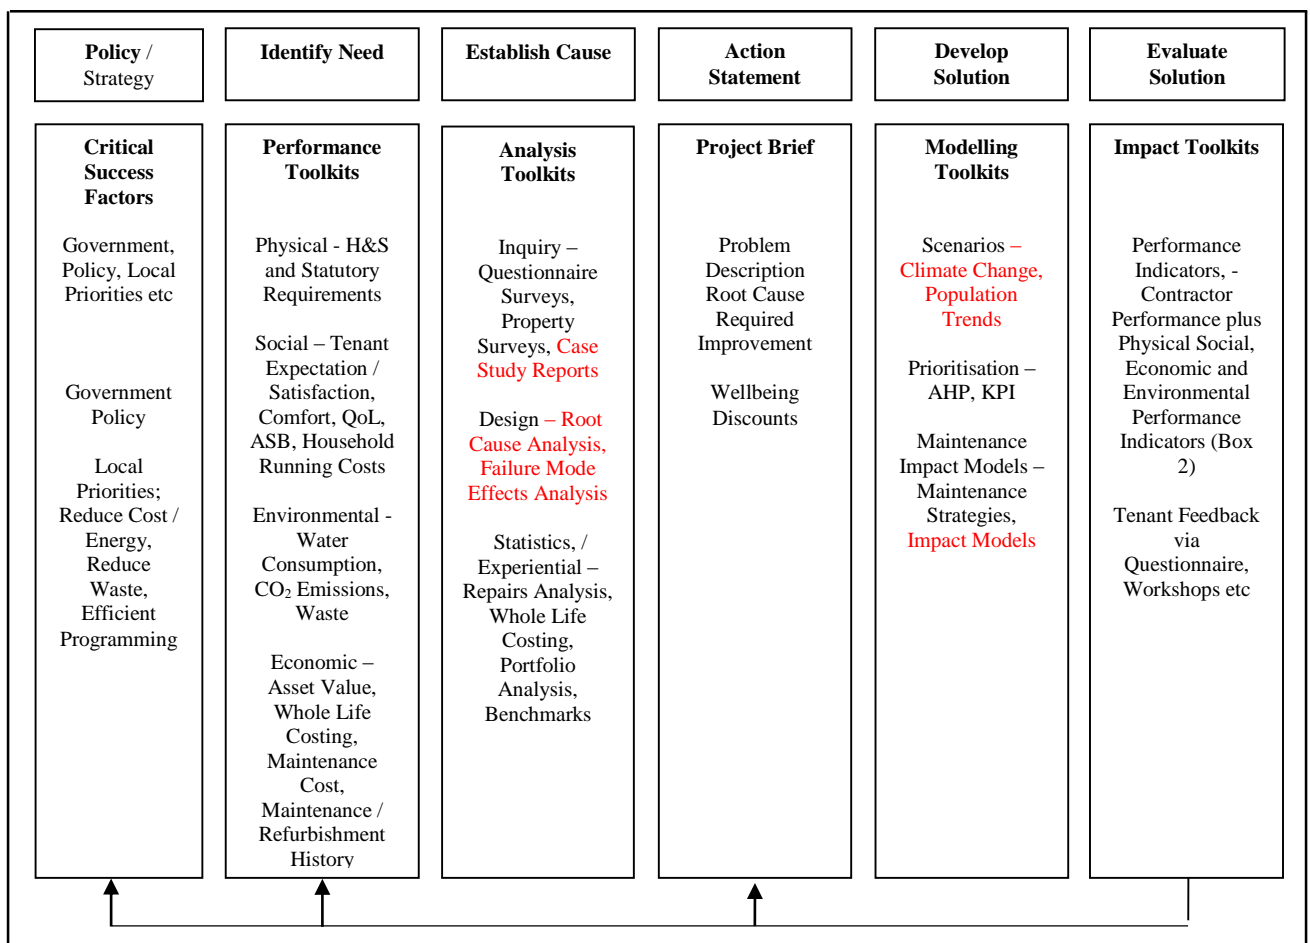 Policy /
Strategy
Identify Need
Establish Cause
Action
Statement
Develop
Solution
Evaluate
Solution
Critical
Success
Factors
Government,
Policy, Local
Priorities etc
Government
Policy
Local
Priorities;
Reduce Cost /
Energy,
Reduce
Waste,
Efficient
Programming
Performance
Toolkits
Physical - H&S
and Statutory
Requirements
Social – Tenant
Expectation /
Satisfaction,
Comfort, QoL,
ASB, Household
Running Costs
Environmental -
Water
Consumption,
CO₂ Emissions,
Waste
Economic –
Asset Value,
Whole Life
Costing,
Maintenance
Cost,
Maintenance /
Refurbishment
History
Analysis
Toolkits
Inquiry –
Questionnaire
Surveys,
Property
Surveys, Case
Study Reports
Design – Root
Cause Analysis,
Failure Mode
Effects Analysis
Statistics, /
Experiential –
Repairs Analysis,
Whole Life
Costing,
Portfolio
Analysis,
Benchmarks
Project Brief
Problem
Description
Root Cause
Required
Improvement
Wellbeing
Discounts
Modelling
Toolkits
Scenarios –
Climate Change,
Population
Trends
Prioritisation –
AHP, KPI
Maintenance
Impact Models –
Maintenance
Strategies,
Impact Models
Impact Toolkits
Performance
Indicators, -
Contractor
Performance plus
Physical Social,
Economic and
Environmental
Performance
Indicators (Box
2)
Tenant Feedback
via
Questionnaire,
Workshops etc